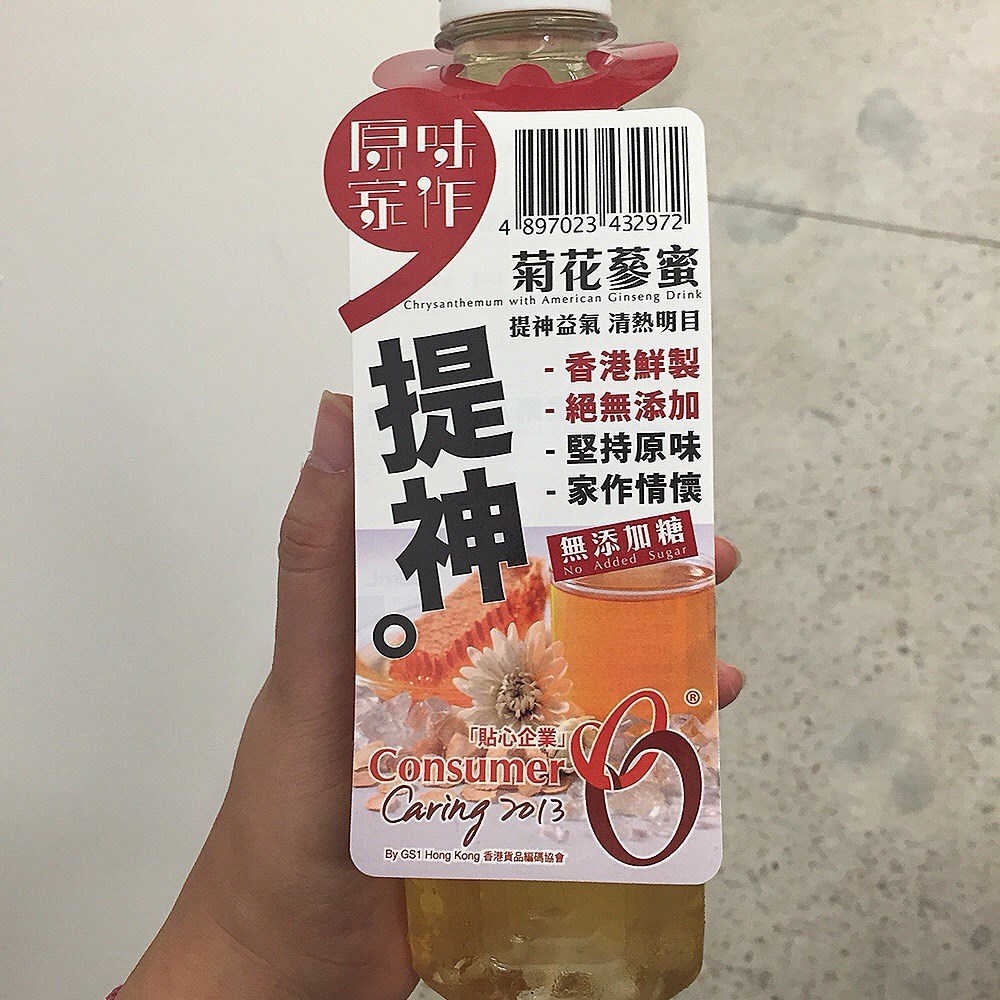 原味
家作
4 897023 432972
菊花蔘蜜
Chrysanthemum with American Ginseng Drink
提神益氣 清熱明目
提神。
- 香港鮮製
- 絕無添加
- 堅持原味
- 家作情懷
無添加糖
No Added Sugar
「貼心企業」
Consumer
Caring 2013
®
By GS1 Hong Kong 香港貨品編碼協會